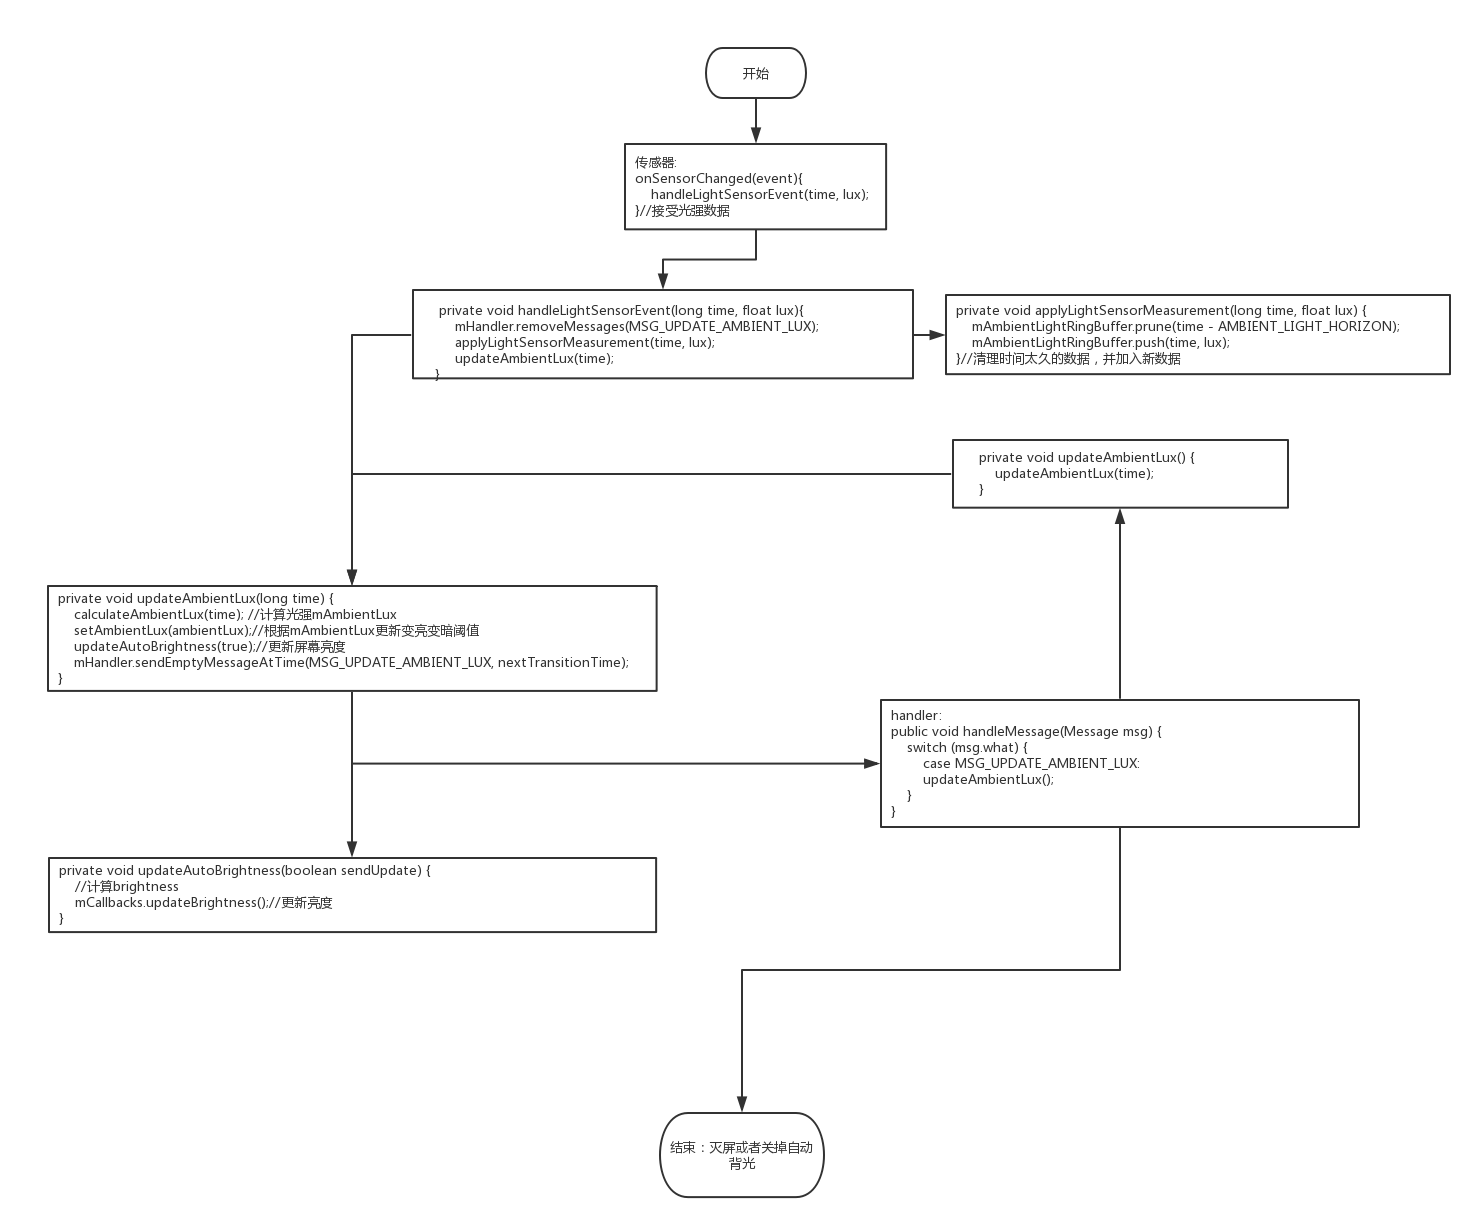 开始
传感器:
onSensorChanged(event){
handleLightSensorEvent(time, lux);
}//接受光强数据
private void handleLightSensorEvent(long time, float lux){
mHandler.removeMessages(MSG_UPDATE_AMBIENT_LUX);
applyLightSensorMeasurement(time, lux);
updateAmbientLux(time);
}
private void applyLightSensorMeasurement(long time, float lux) {
mAmbientLightRingBuffer.prune(time - AMBIENT_LIGHT_HORIZON);
mAmbientLightRingBuffer.push(time, lux);
}//清理时间太久的数据，并加入新数据
private void updateAmbientLux() {
updateAmbientLux(time);
}
private void updateAmbientLux(long time) {
calculateAmbientLux(time); //计算光强mAmbientLux
setAmbientLux(ambientLux);//根据mAmbientLux更新变亮变暗阈值
updateAutoBrightness(true);//更新屏幕亮度
mHandler.sendEmptyMessageAtTime(MSG_UPDATE_AMBIENT_LUX, nextTransitionTime);
}
handler:
public void handleMessage(Message msg) {
switch (msg.what) {
case MSG_UPDATE_AMBIENT_LUX:
updateAmbientLux();
}
}
private void updateAutoBrightness(boolean sendUpdate) {
//计算brightness
mCallbacks.updateBrightness();//更新亮度
}
结束：灭屏或者关掉自动
背光